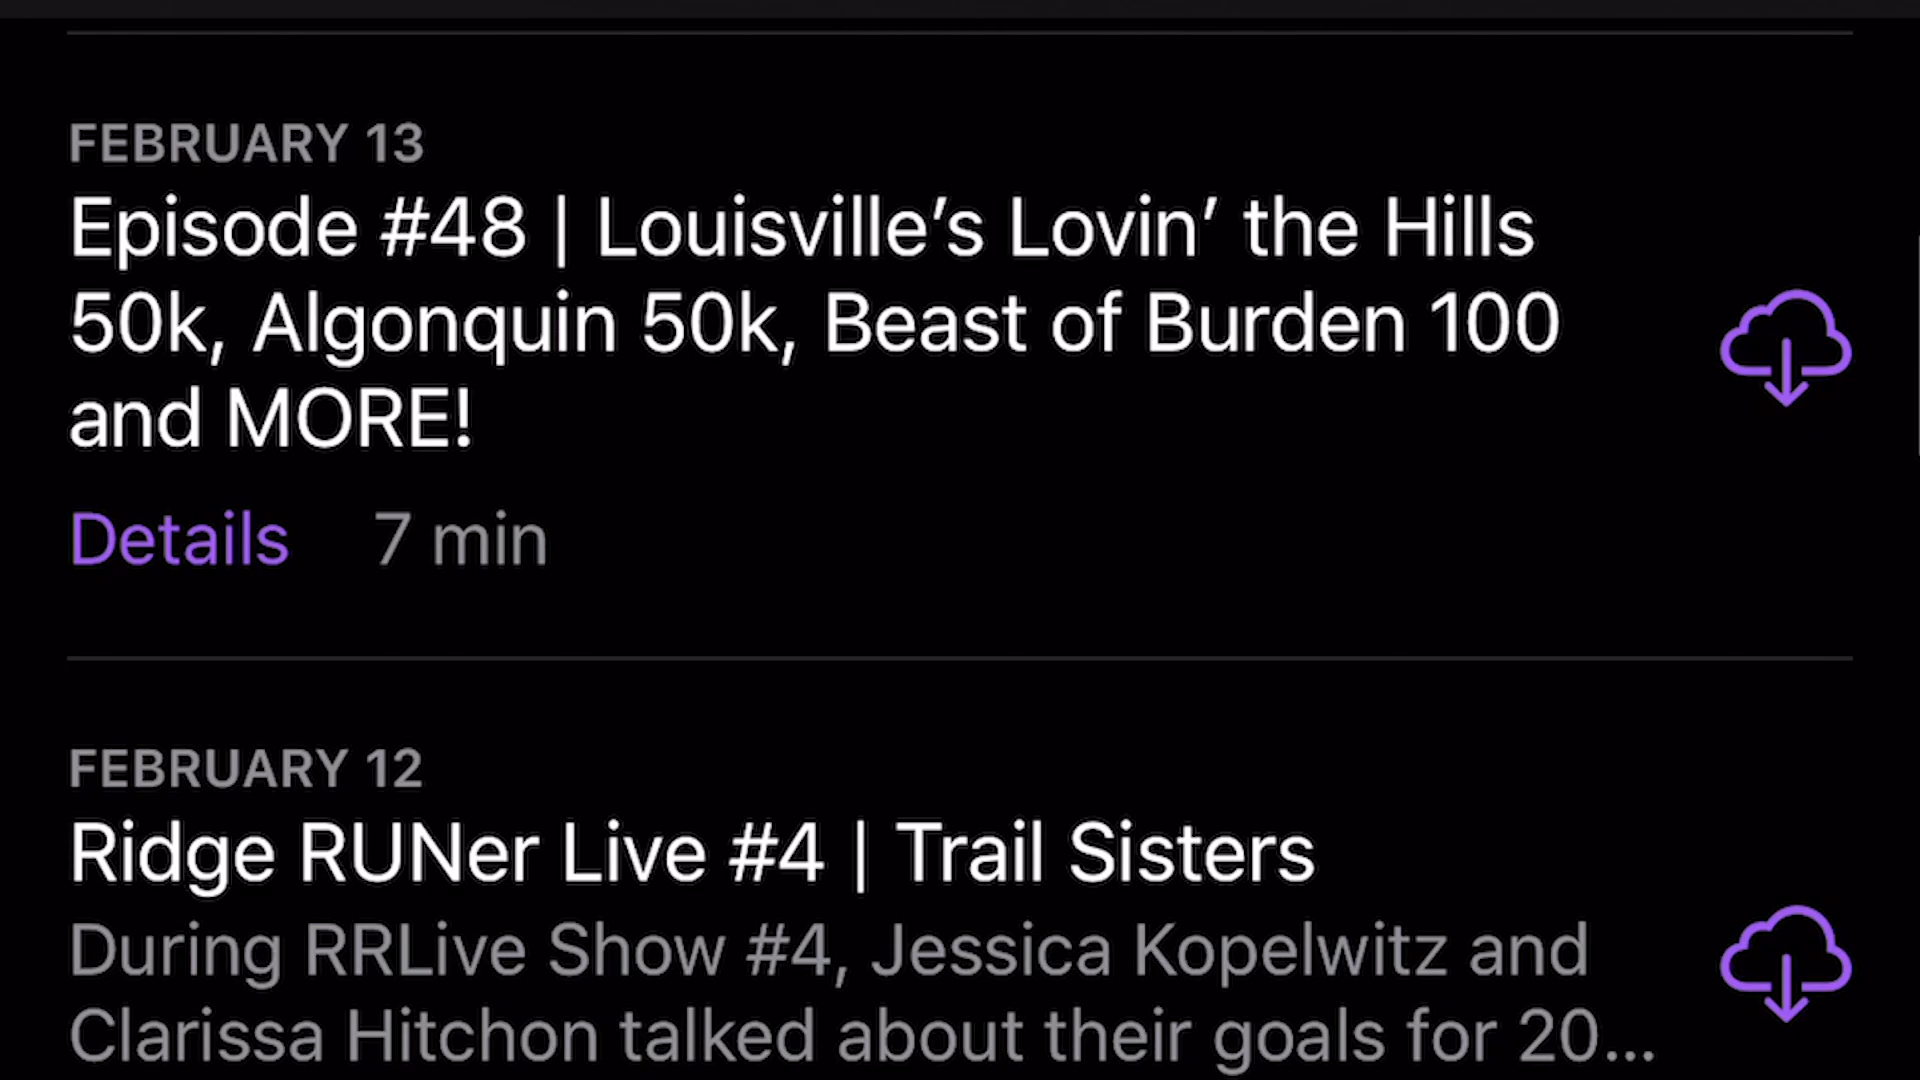 FEBRUARY 13
Episode #48 | Louisville’s Lovin’ the Hills
50k, Algonquin 50k, Beast of Burden 100
and MORE!
Details 7 min
FEBRUARY 12
Ridge RUNer Live #4 | Trail Sisters
During RRLive Show #4, Jessica Kopelwitz and
Clarissa Hitchon talked about their goals for 20...